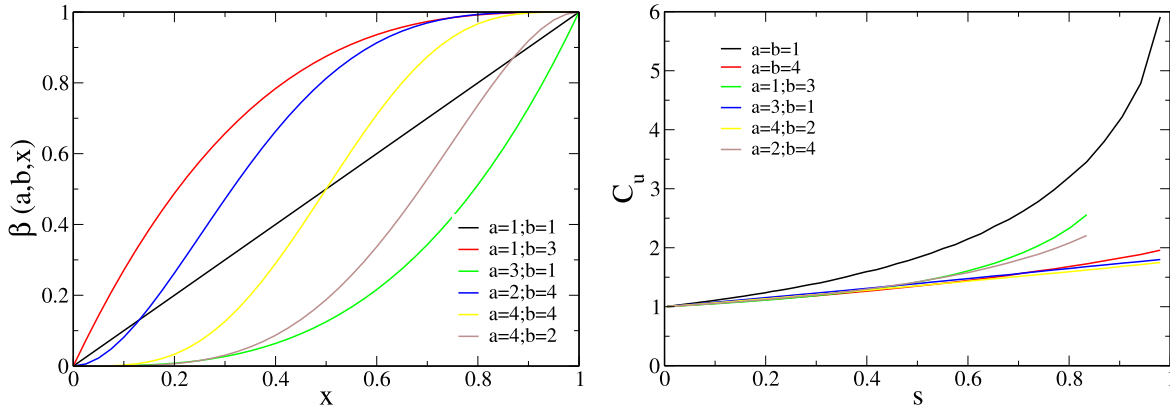 1
0.8
0.6
0.4
0.2
0
β (a,b,x)
a=1;b=1
a=1;b=3
a=3;b=1
a=2;b=4
a=4;b=4
a=4;b=2
0 0.2 0.4 0.6 0.8 1
x
6
5
4
3
2
1
0
C_u
a=b=1
a=b=4
a=1;b=3
a=3;b=1
a=4;b=2
a=2;b=4
0 0.2 0.4 0.6 0.8 1
s